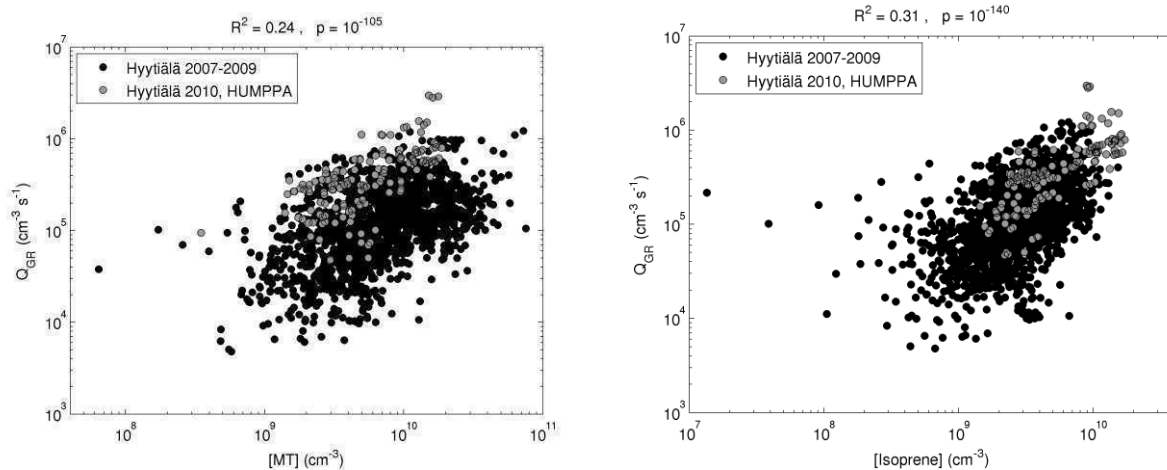 R² = 0.24 ,   p = 10⁻¹⁰⁵
10⁷
Hyytiälä 2007-2009
Hyytiälä 2010, HUMPPA
10⁶
10⁵
10⁴
10³
Q_GR (cm⁻³ s⁻¹)
10⁸ 10⁹ 10¹⁰ 10¹¹
[MT] (cm⁻³)
R² = 0.31 ,   p = 10⁻¹⁴⁰
10⁷
Hyytiälä 2007-2009
Hyytiälä 2010, HUMPPA
10⁶
10⁵
10⁴
10³
Q_GR (cm⁻³ s⁻¹)
10⁷ 10⁸ 10⁹ 10¹⁰
[Isoprene] (cm⁻³)